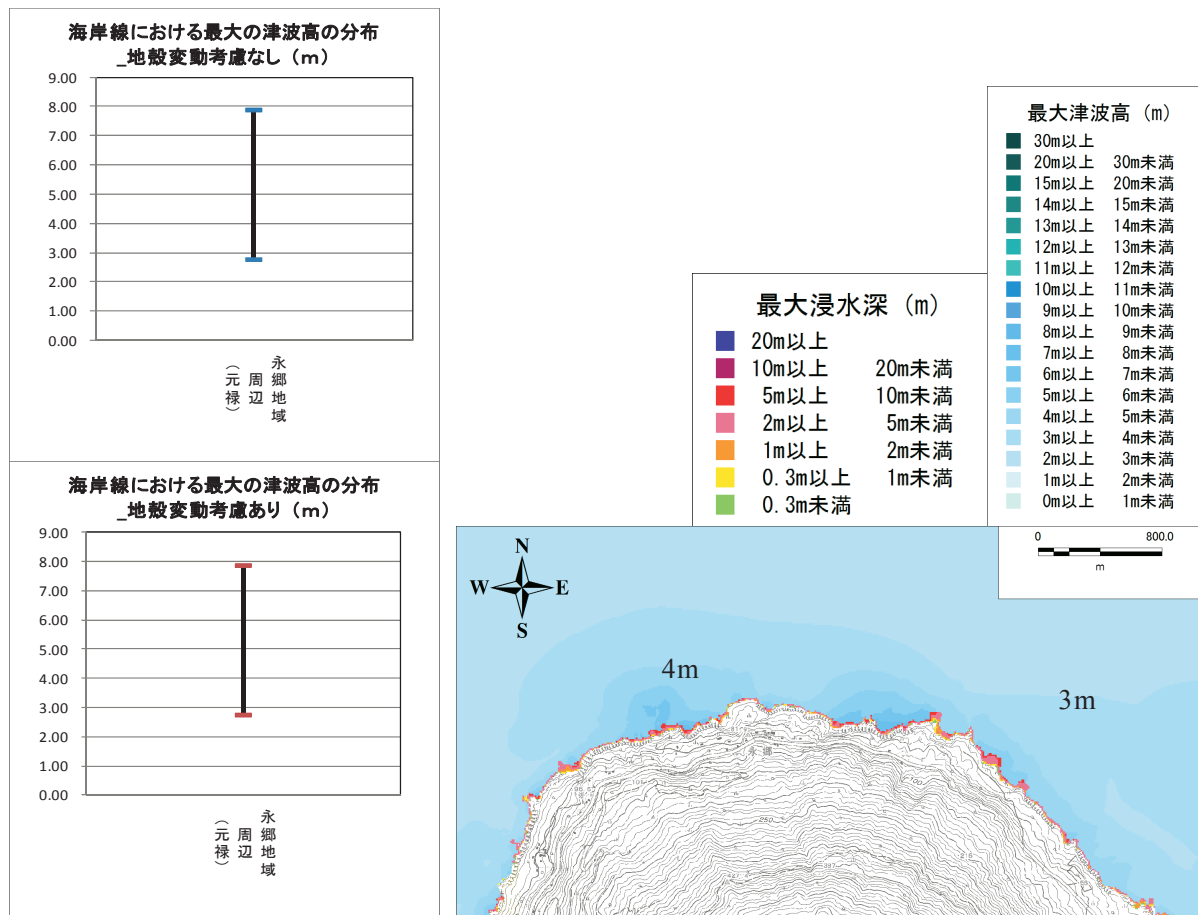 海岸線における最大の津波高の分布
_地殻変動考慮なし（m）
9.00
8.00
7.00
6.00
5.00
4.00
3.00
2.00
1.00
0.00
永郷地域
周辺
（元禄）
海岸線における最大の津波高の分布
_地殻変動考慮あり（m）
9.00
8.00
7.00
6.00
5.00
4.00
3.00
2.00
1.00
0.00
永郷地域
周辺
（元禄）
最大浸水深 (m)
20m以上
10m以上 20m未満
5m以上 10m未満
2m以上 5m未満
1m以上 2m未満
0.3m以上 1m未満
0.3m未満
最大津波高 (m)
30m以上
20m以上 30m未満
15m以上 20m未満
14m以上 15m未満
13m以上 14m未満
12m以上 13m未満
11m以上 12m未満
10m以上 11m未満
9m以上 10m未満
8m以上 9m未満
7m以上 8m未満
6m以上 7m未満
5m以上 6m未満
4m以上 5m未満
3m以上 4m未満
2m以上 3m未満
1m以上 2m未満
0m以上 1m未満
0 800.0
m
N
W E
S
4m
3m
永郷